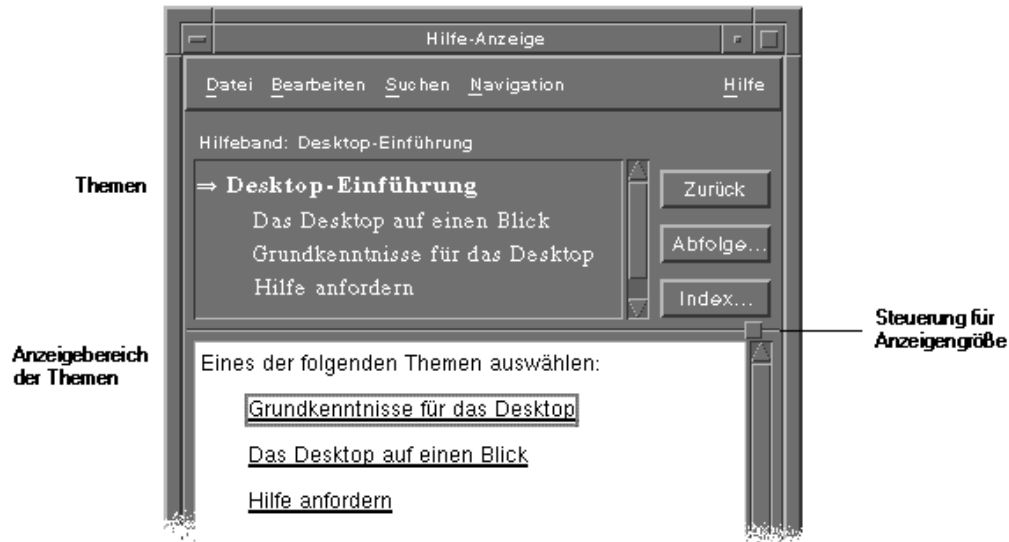 Hilfe-Anzeige
Datei Bearbeiten Suchen Navigation Hilfe
Hilfeband: Desktop-Einführung
Themen
⇒ Desktop-Einführung
Das Desktop auf einen Blick
Grundkenntnisse für das Desktop
Hilfe anfordern
Zurück
Abfolge...
Index...
Steuerung für
Anzeigengröße
Anzeigebereich
der Themen
Eines der folgenden Themen auswählen:
Grundkenntnisse für das Desktop
Das Desktop auf einen Blick
Hilfe anfordern